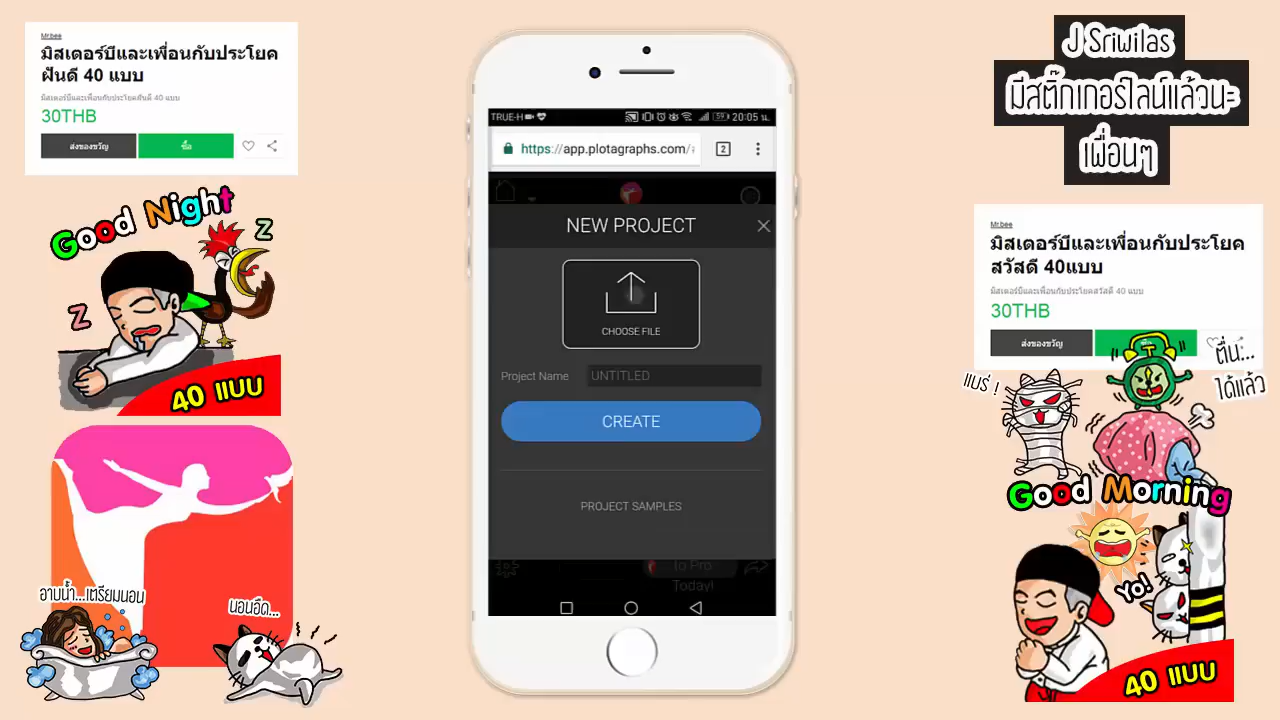 Mr.bee
มิสเตอร์บีและเพื่อนกับประโยค
ฝันดี 40 แบบ
มิสเตอร์บีและเพื่อนกับประโยคฝันดี 40 แบบ
30THB
ส่งของขวัญ
ซื้อ
Good Night
Z
Z
40 แบบ
อาบน้ำ...เตรียมนอน
นอนอืด...
TRUE-H
59
20:05 น.
https://app.plotagraphs.com/
2
NEW PROJECT
CHOOSE FILE
Project Name
UNTITLED
CREATE
PROJECT SAMPLES
To Pro
Today!
J Sriwilas
มีสติ๊กเกอร์ไลน์แล้วนะ
เพื่อนๆ
Mr.bee
มิสเตอร์บีและเพื่อนกับประโยค
สวัสดี 40แบบ
มิสเตอร์บีและเพื่อนกับประโยคสวัสดี 40 แบบ
30THB
ส่งของขวัญ
ตื่น...
ได้แล้ว
แบร่ !
Good Morning
Yo!
40 แบบ